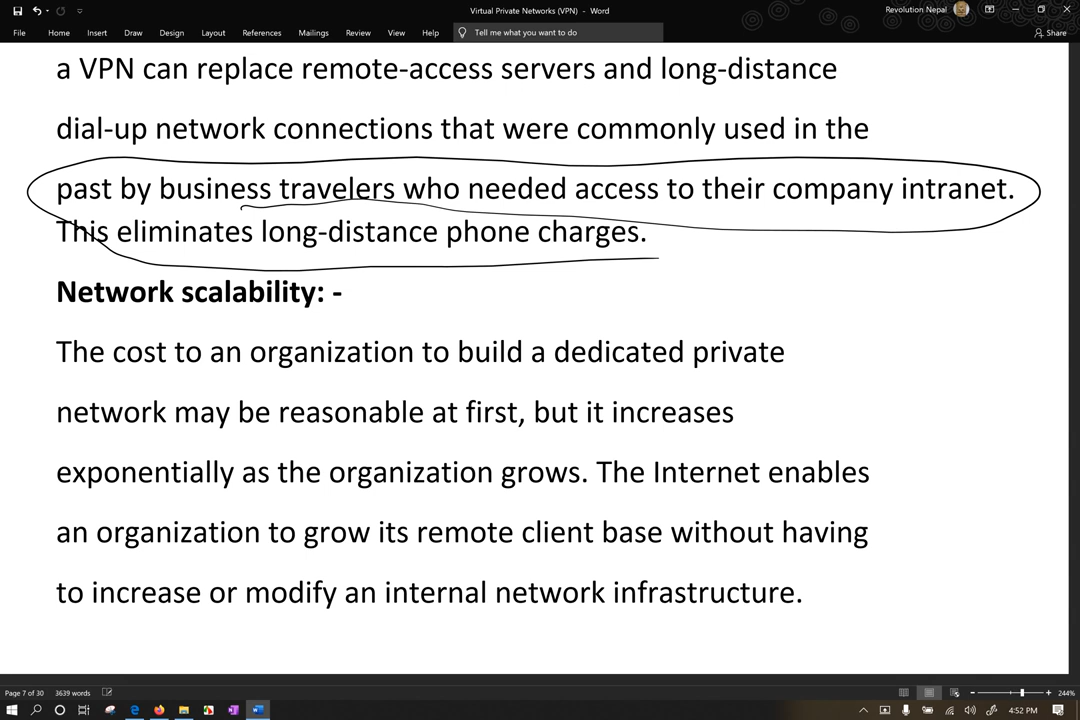 Virtual Private Networks (VPN) - Word
Revolution Nepal
File Home Insert Draw Design Layout References Mailings Review View Help Tell me what you want to do Share
a VPN can replace remote-access servers and long-distance
dial-up network connections that were commonly used in the
past by business travelers who needed access to their company intranet.
This eliminates long-distance phone charges.
Network scalability: -
The cost to an organization to build a dedicated private
network may be reasonable at first, but it increases
exponentially as the organization grows. The Internet enables
an organization to grow its remote client base without having
to increase or modify an internal network infrastructure.
Page 7 of 30 3639 words 244%
4:52 PM